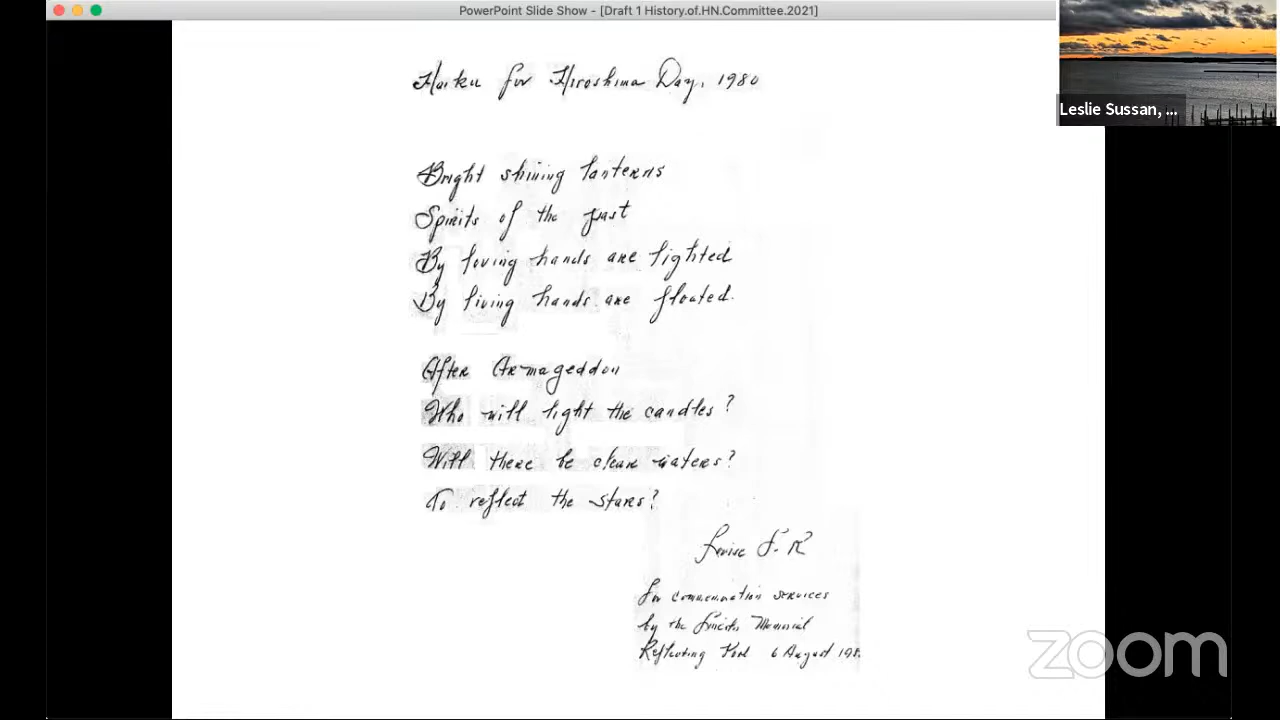 PowerPoint Slide Show - [Draft 1 History.of.HN.Committee.2021]
Leslie Sussan, ...
Haiku for Hiroshima Day, 1980
Bright shining lanterns
Spirits of the past
By loving hands are lighted
By living hands are floated.
After Armageddon
Who will light the candles?
Will there be clear waters?
To reflect the stars?
Louise F. R
For commemoration services
by the Lincoln Memorial
Reflecting Pool 6 August 198
zoom